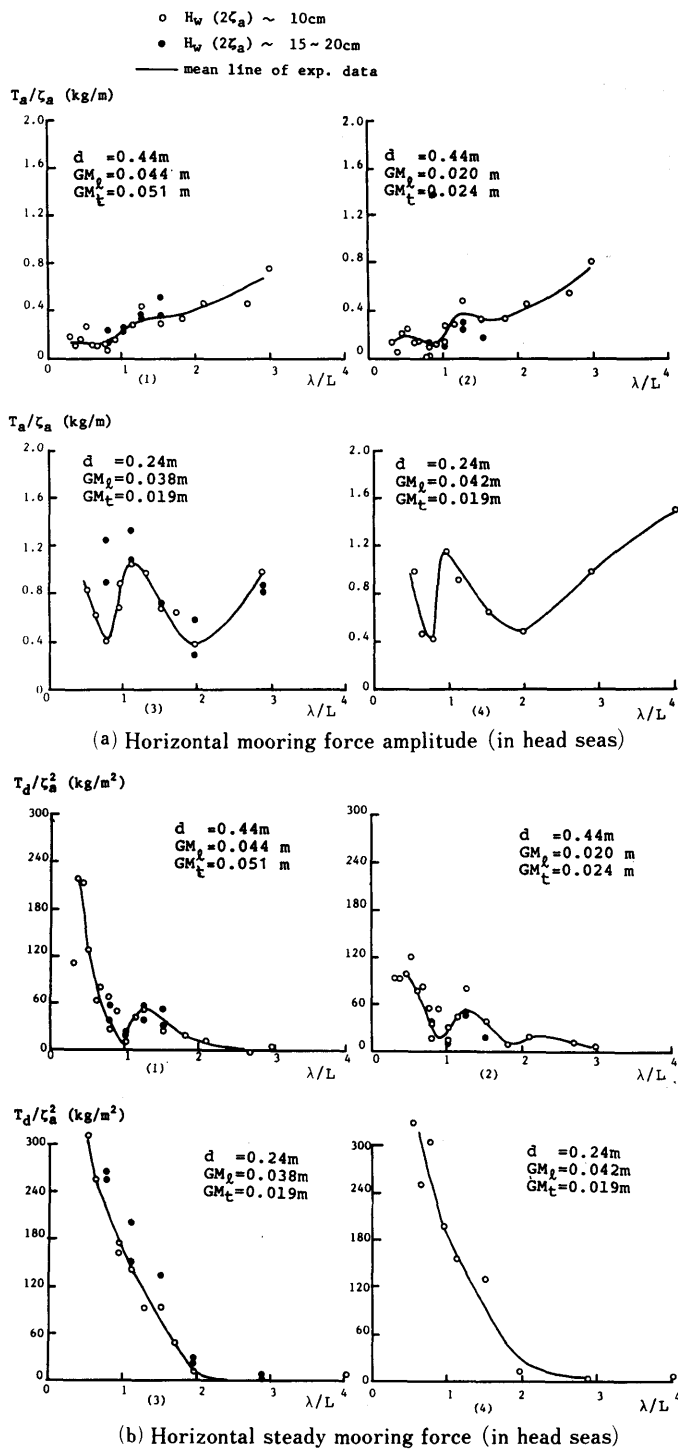 ○ H_w (2ζ_a) ~ 10cm
● H_w (2ζ_a) ~ 15~20cm
— mean line of exp. data
T_a/ζ_a (kg/m)
2.0
1.6
1.2
0.8
0.4
0
d =0.44m
GM_ℓ=0.044 m
GM_t=0.051 m
0 1 2 3 4
(1)
λ/L
2.0
1.6
1.2
0.8
0.4
0
d =0.44m
GM_ℓ=0.020 m
GM_t=0.024 m
0 1 2 3 4
(2)
λ/L
T_a/ζ_a (kg/m)
2.0
1.6
1.2
0.8
0.4
0
d =0.24m
GM_ℓ=0.038m
GM_t=0.019m
0 1 2 3 4
(3)
λ/L
2.0
1.6
1.2
0.8
0.4
0
d =0.24m
GM_ℓ=0.042m
GM_t=0.019m
0 1 2 3 4
(4)
λ/L
(a) Horizontal mooring force amplitude (in head seas)
T_d/ζ_a² (kg/m²)
300
240
180
120
60
0
d =0.44m
GM_ℓ=0.044 m
GM_t=0.051 m
0 1 2 3 4
(1)
λ/L
300
240
180
120
60
0
d =0.44m
GM_ℓ=0.020 m
GM_t=0.024 m
0 1 2 3 4
(2)
λ/L
T_d/ζ_a² (kg/m²)
300
240
180
120
60
0
d =0.24m
GM_ℓ=0.038m
GM_t=0.019m
0 1 2 3 4
(3)
λ/L
300
240
180
120
60
0
d =0.24m
GM_ℓ=0.042m
GM_t=0.019m
0 1 2 3 4
(4)
λ/L
(b) Horizontal steady mooring force (in head seas)